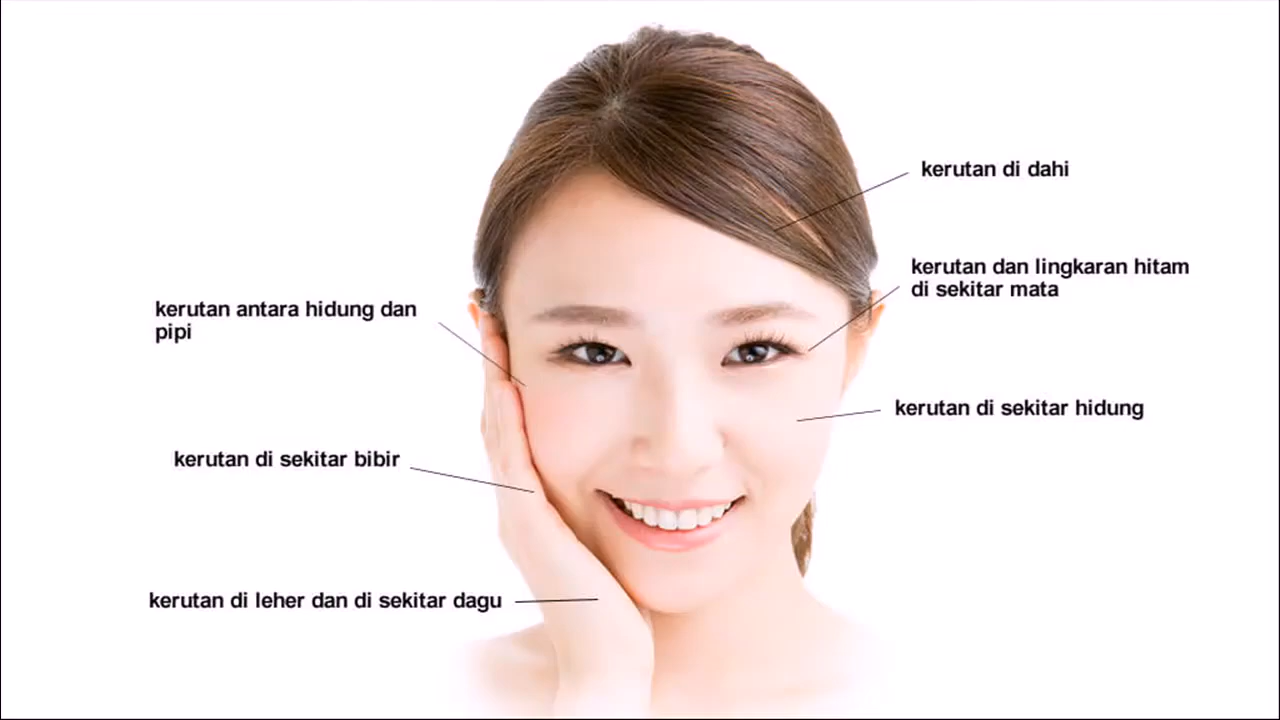 kerutan di dahi
kerutan dan lingkaran hitam
di sekitar mata
kerutan antara hidung dan
pipi
kerutan di sekitar hidung
kerutan di sekitar bibir
kerutan di leher dan di sekitar dagu